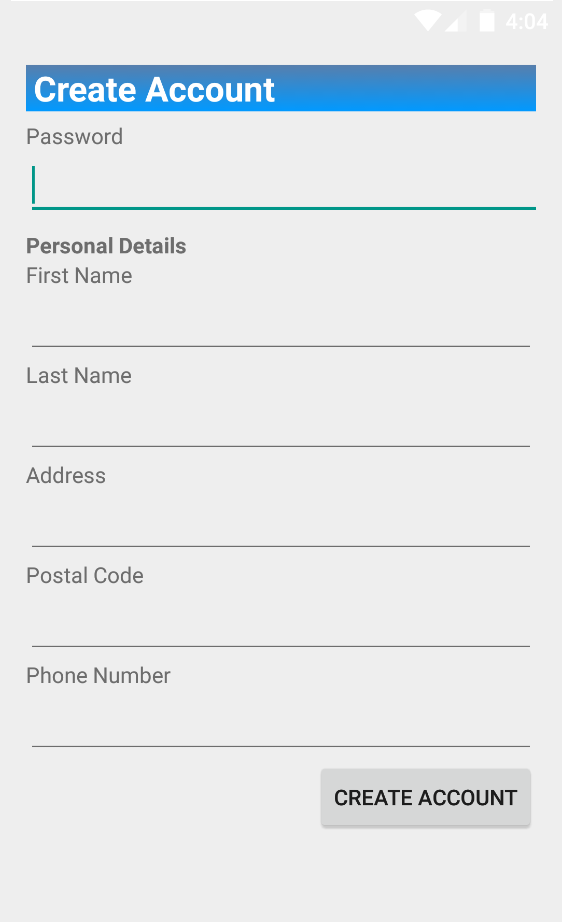 4:04
Create Account
Password
Personal Details
First Name
Last Name
Address
Postal Code
Phone Number
CREATE ACCOUNT